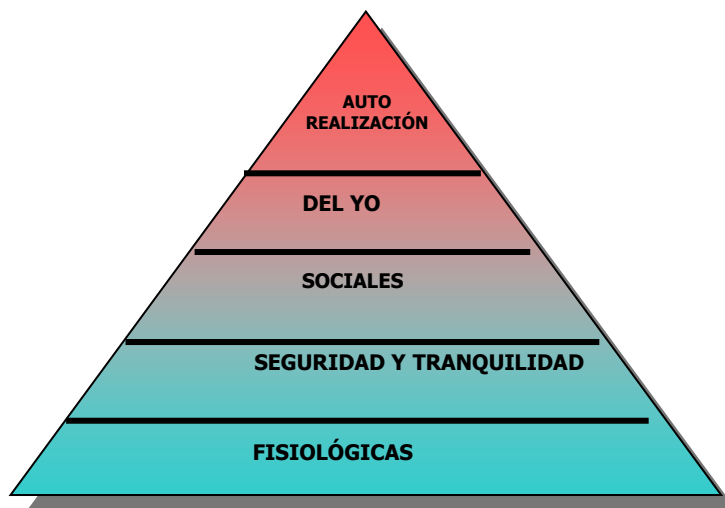 AUTO
REALIZACIÓN
DEL YO
SOCIALES
SEGURIDAD Y TRANQUILIDAD
FISIOLÓGICAS